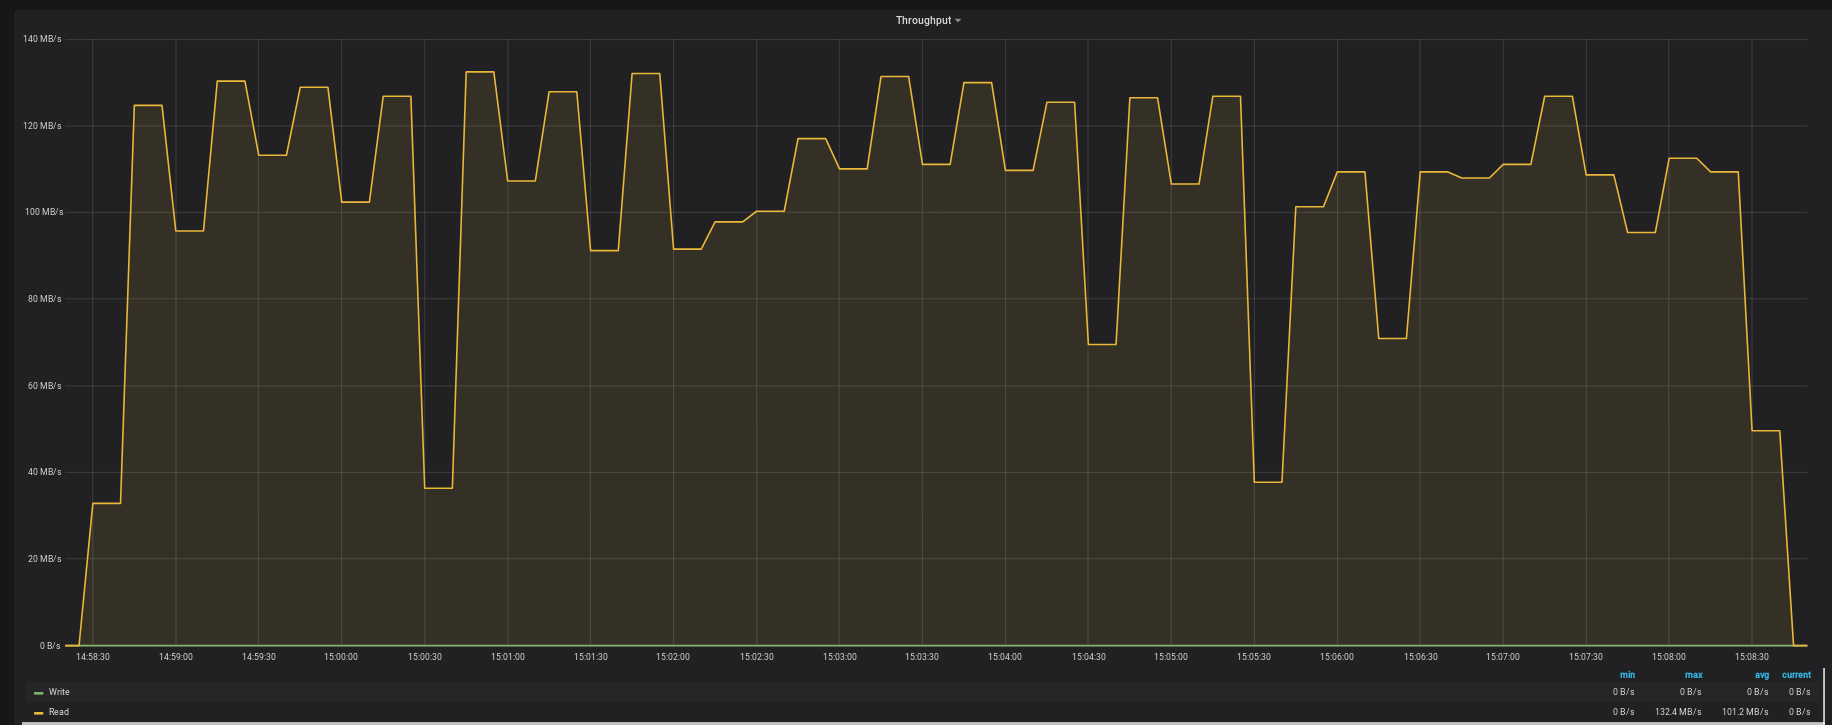 Throughput
140 MB/s
120 MB/s
100 MB/s
80 MB/s
60 MB/s
40 MB/s
20 MB/s
0 B/s
14:58:30 14:59:00 14:59:30 15:00:00 15:00:30 15:01:00 15:01:30 15:02:00 15:02:30 15:03:00 15:03:30 15:04:00 15:04:30 15:05:00 15:05:30 15:06:00 15:06:30 15:07:00 15:07:30 15:08:00 15:08:30
min max avg current
Write 0 B/s 0 B/s 0 B/s 0 B/s
Read 0 B/s 132.4 MB/s 101.2 MB/s 0 B/s